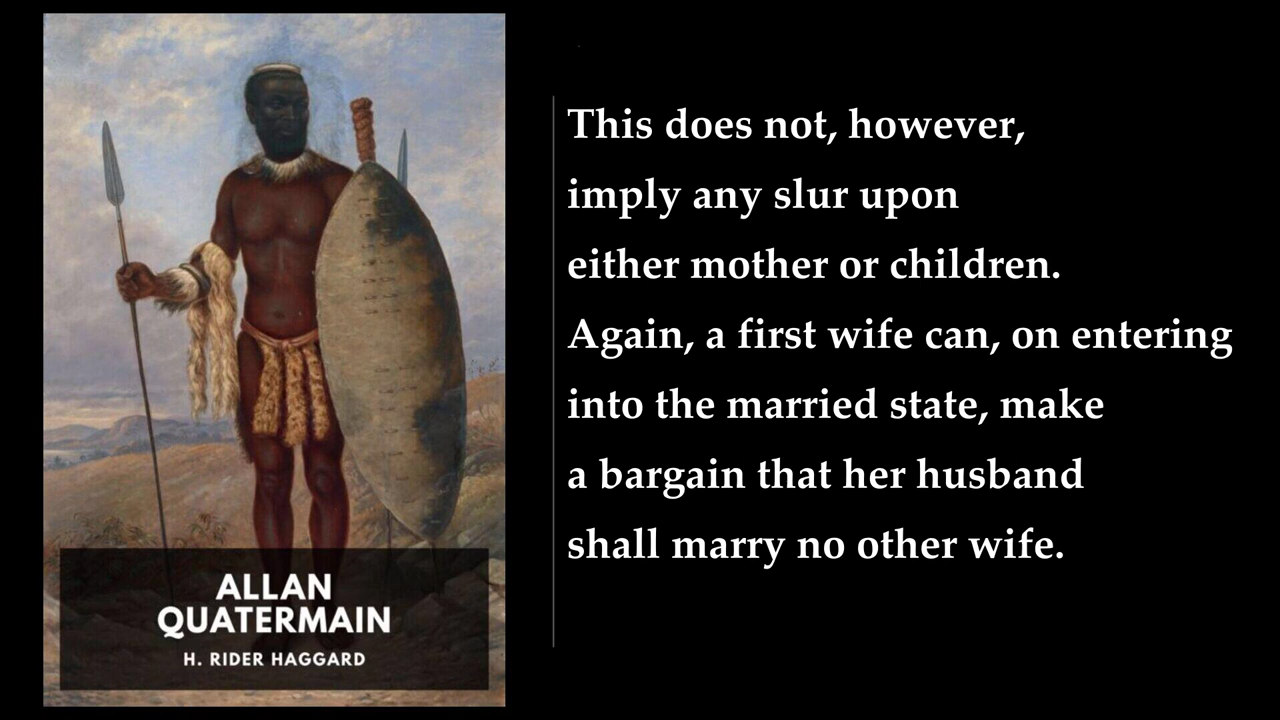 ALLAN
QUATERMAIN
H. RIDER HAGGARD
This does not, however,
imply any slur upon
either mother or children.
Again, a first wife can, on entering
into the married state, make
a bargain that her husband
shall marry no other wife.